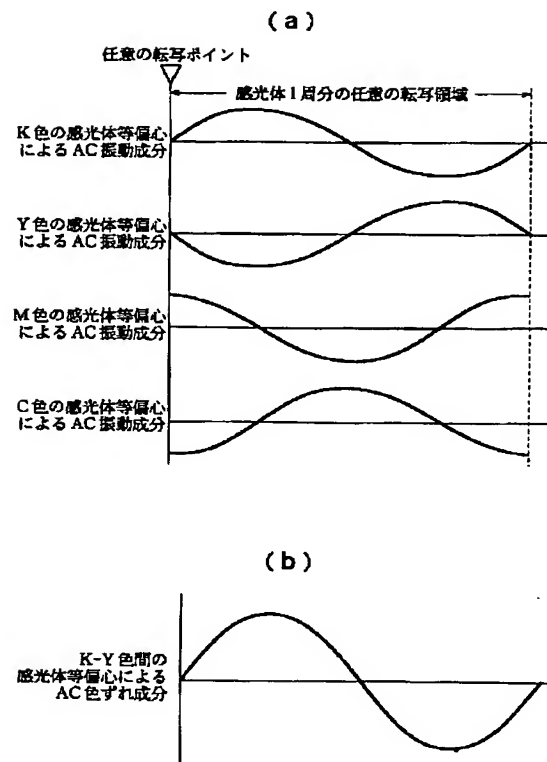 (a)
任意の転写ポイント
感光体1周分の任意の転写領域
K色の感光体等偏心
によるAC振動成分
Y色の感光体等偏心
によるAC振動成分
M色の感光体等偏心
によるAC振動成分
C色の感光体等偏心
によるAC振動成分
(b)
K-Y色間の
感光体等偏心による
AC色ずれ成分